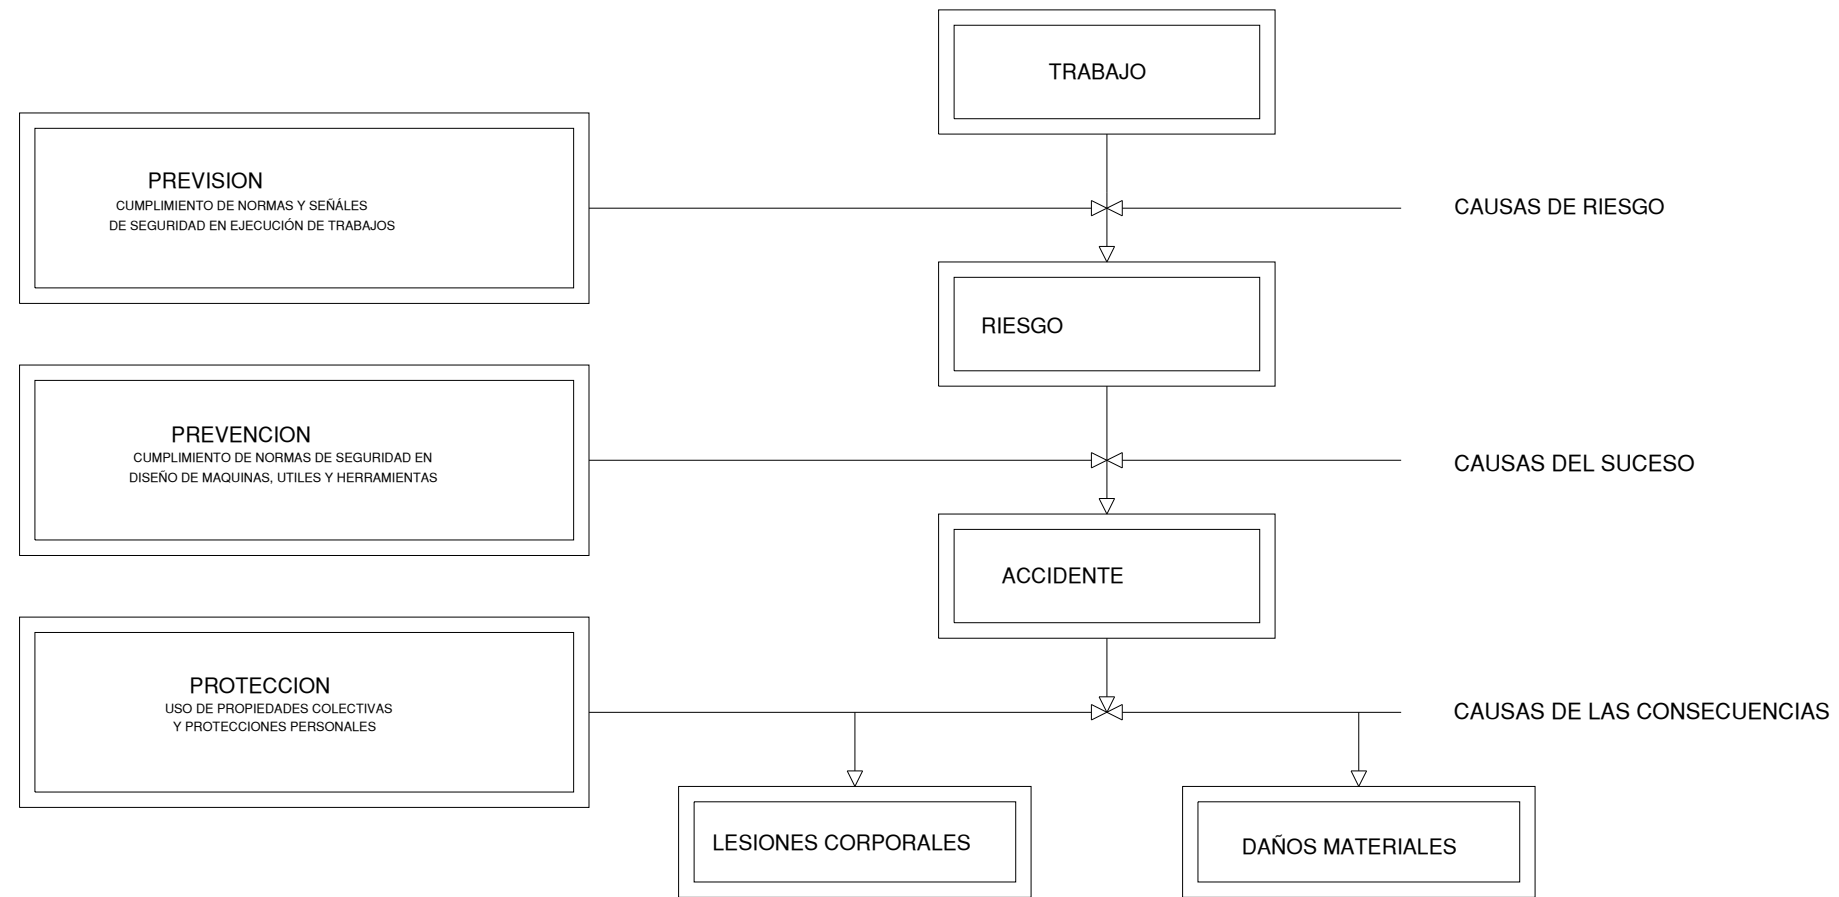 TRABAJO
PREVISION
CUMPLIMIENTO DE NORMAS Y SEÑÁLES
DE SEGURIDAD EN EJECUCIÓN DE TRABAJOS
CAUSAS DE RIESGO
RIESGO
PREVENCION
CUMPLIMIENTO DE NORMAS DE SEGURIDAD EN
DISEÑO DE MAQUINAS, UTILES Y HERRAMIENTAS
CAUSAS DEL SUCESO
ACCIDENTE
PROTECCION
USO DE PROPIEDADES COLECTIVAS
Y PROTECCIONES PERSONALES
CAUSAS DE LAS CONSECUENCIAS
LESIONES CORPORALES
DAÑOS MATERIALES